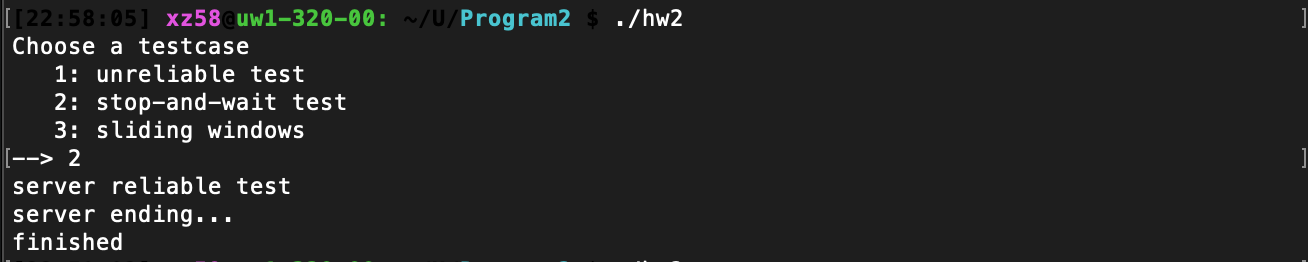 [22:58:05] xz58@uw1-320-00: ~/U/Program2 $ ./hw2
Choose a testcase
   1: unreliable test
   2: stop-and-wait test
   3: sliding windows
--> 2
server reliable test
server ending...
finished